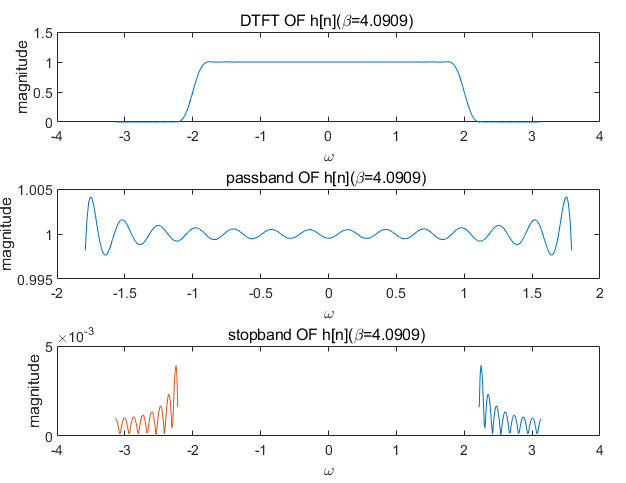 DTFT OF h[n](β=4.0909)
1.5
1
0.5
0
magnitude
-4 -3 -2 -1 0 1 2 3 4
ω
passband OF h[n](β=4.0909)
1.005
1
0.995
magnitude
-2 -1.5 -1 -0.5 0 0.5 1 1.5 2
ω
stopband OF h[n](β=4.0909)
×10⁻³
5
0
magnitude
-4 -3 -2 -1 0 1 2 3 4
ω